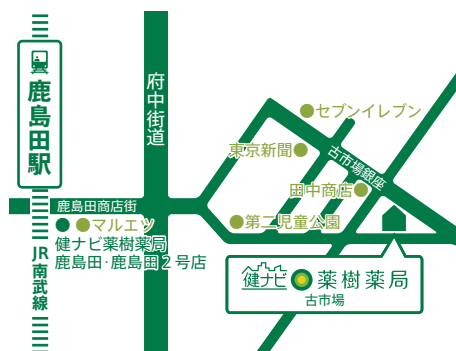 鹿島田駅
JR南武線
府中街道
鹿島田商店街
マルエツ
健ナビ薬樹薬局
鹿島田・鹿島田２号店
セブンイレブン
東京新聞
古市場銀座
田中商店
第二児童公園
健ナビ 薬樹薬局
古市場